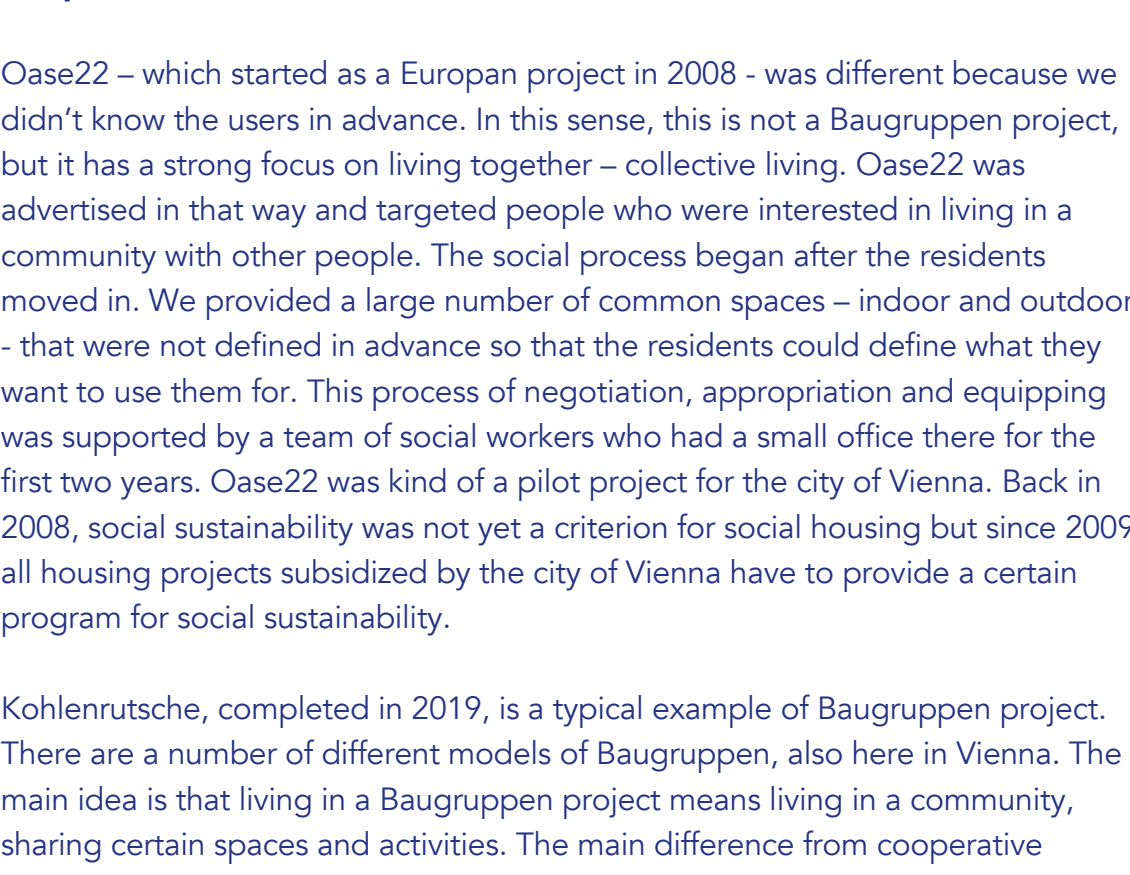 Oase22 – which started as a Europan project in 2008 - was different because we
didn’t know the users in advance. In this sense, this is not a Baugruppen project,
but it has a strong focus on living together – collective living. Oase22 was
advertised in that way and targeted people who were interested in living in a
community with other people. The social process began after the residents
moved in. We provided a large number of common spaces – indoor and outdoor
- that were not defined in advance so that the residents could define what they
want to use them for. This process of negotiation, appropriation and equipping
was supported by a team of social workers who had a small office there for the
first two years. Oase22 was kind of a pilot project for the city of Vienna. Back in
2008, social sustainability was not yet a criterion for social housing but since 2009
all housing projects subsidized by the city of Vienna have to provide a certain
program for social sustainability.
Kohlenrutsche, completed in 2019, is a typical example of Baugruppen project.
There are a number of different models of Baugruppen, also here in Vienna. The
main idea is that living in a Baugruppen project means living in a community,
sharing certain spaces and activities. The main difference from cooperative